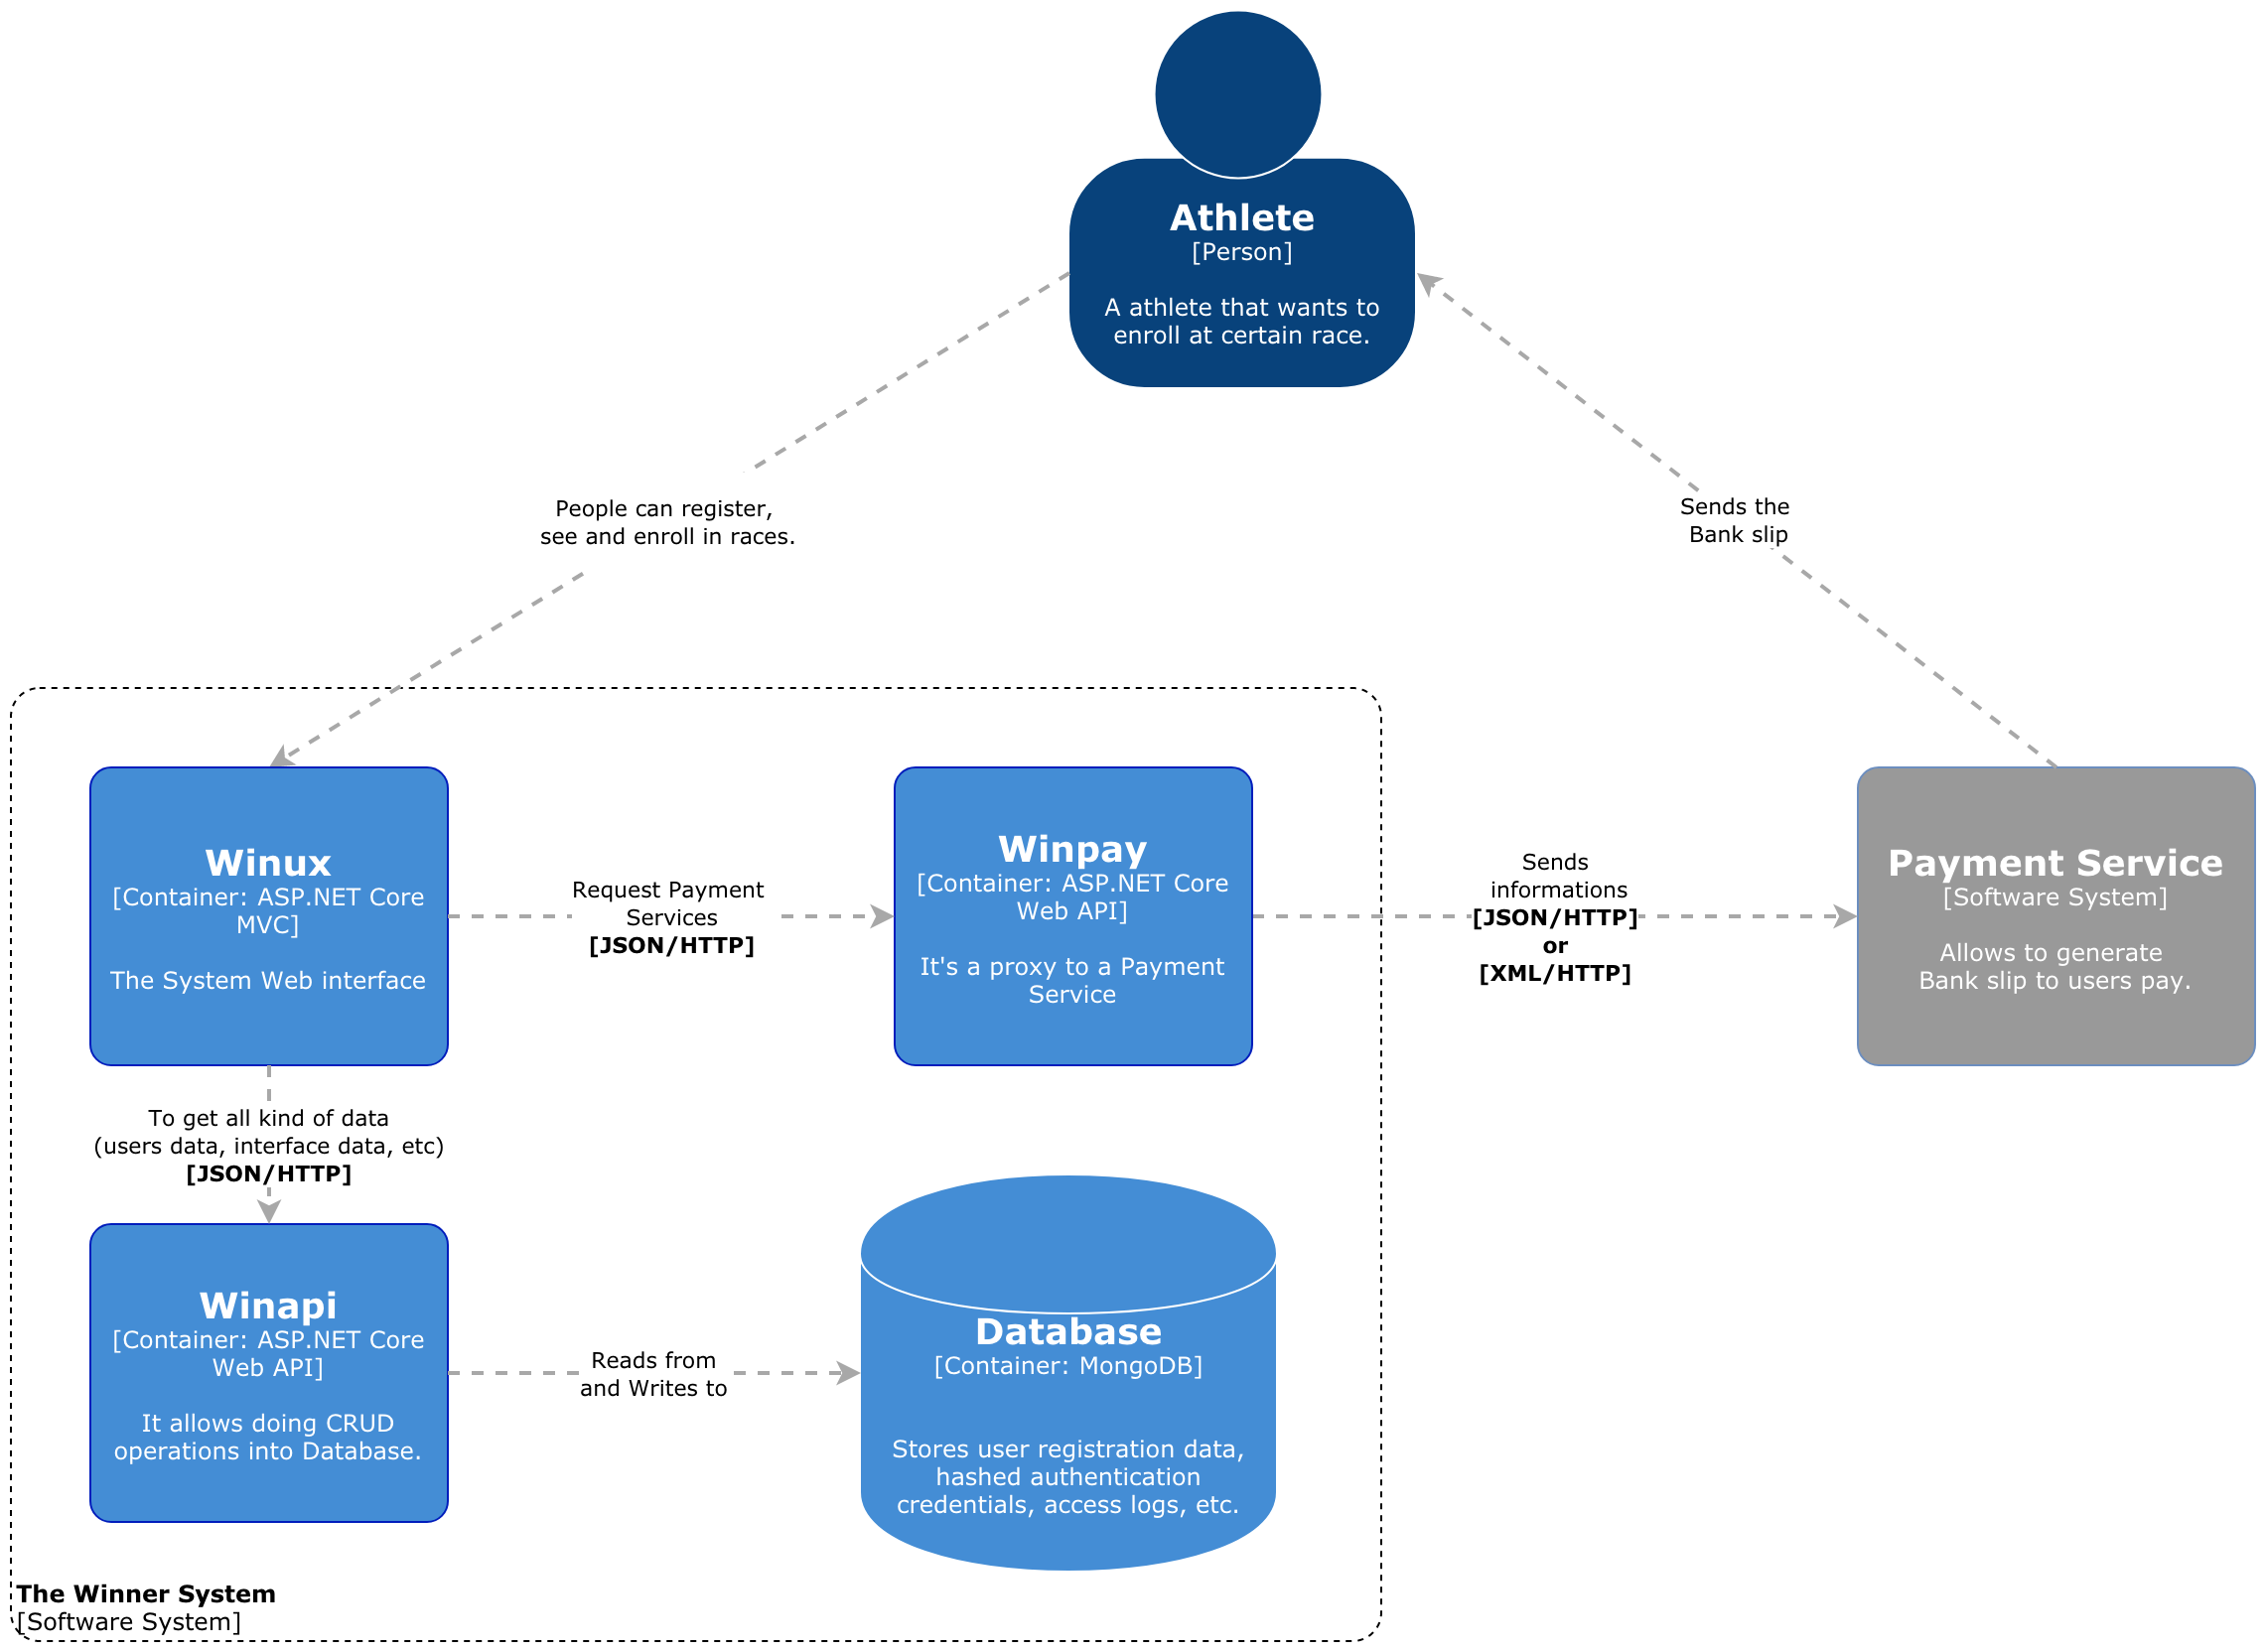 Athlete
[Person]
A athlete that wants to
enroll at certain race.
People can register,
see and enroll in races.
Sends the
Bank slip
Winux
[Container: ASP.NET Core
MVC]
The System Web interface
Request Payment
Services
[JSON/HTTP]
Winpay
[Container: ASP.NET Core
Web API]
It's a proxy to a Payment
Service
Sends
informations
[JSON/HTTP]
or
[XML/HTTP]
Payment Service
[Software System]
Allows to generate
Bank slip to users pay.
To get all kind of data
(users data, interface data, etc)
[JSON/HTTP]
Winapi
[Container: ASP.NET Core
Web API]
It allows doing CRUD
operations into Database.
Reads from
and Writes to
Database
[Container: MongoDB]
Stores user registration data,
hashed authentication
credentials, access logs, etc.
The Winner System
[Software System]